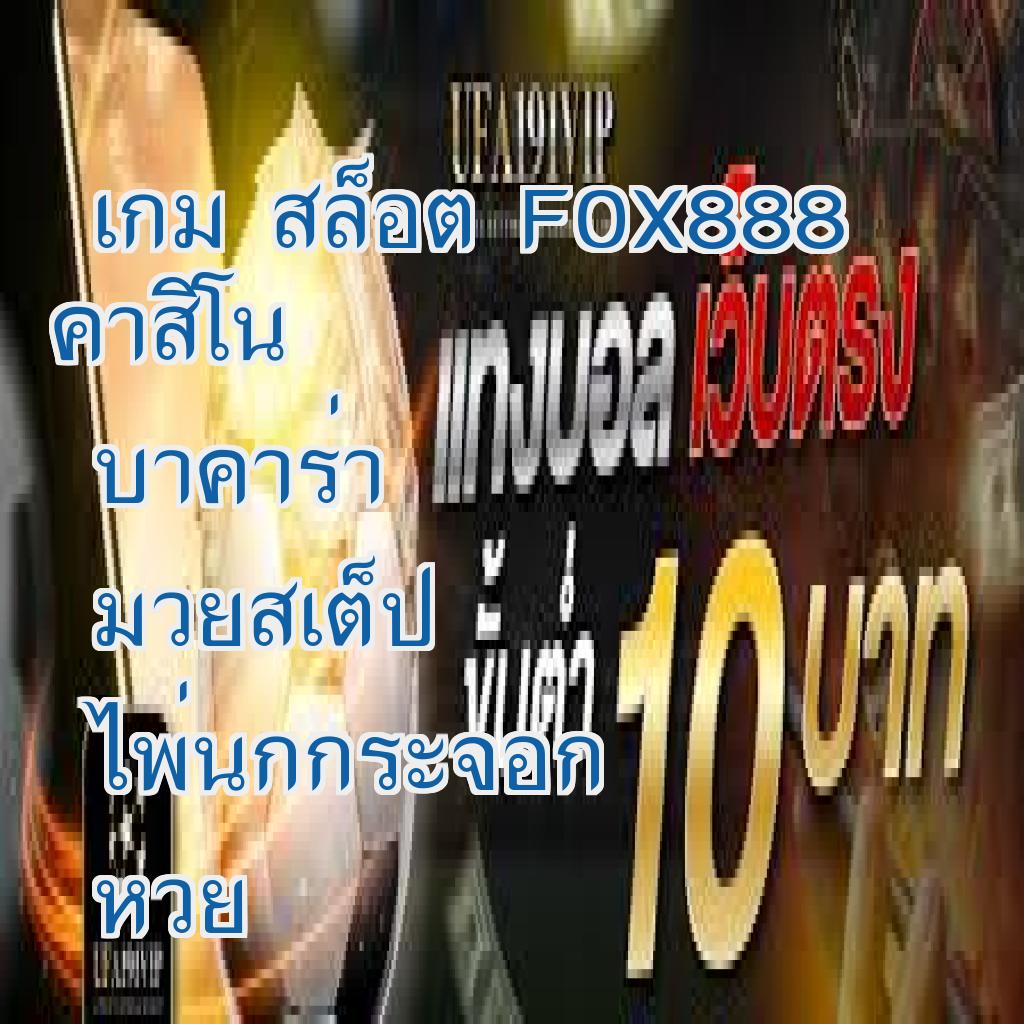 UFA191VIP
เกม สล็อต FOX888
คาสิโน
แทงบอล เว็บตรง
บาคาร่า
มวยสเต็ป
ขั้นต่ำ 10 บาท
ไพ่นกกระจอก
หวย